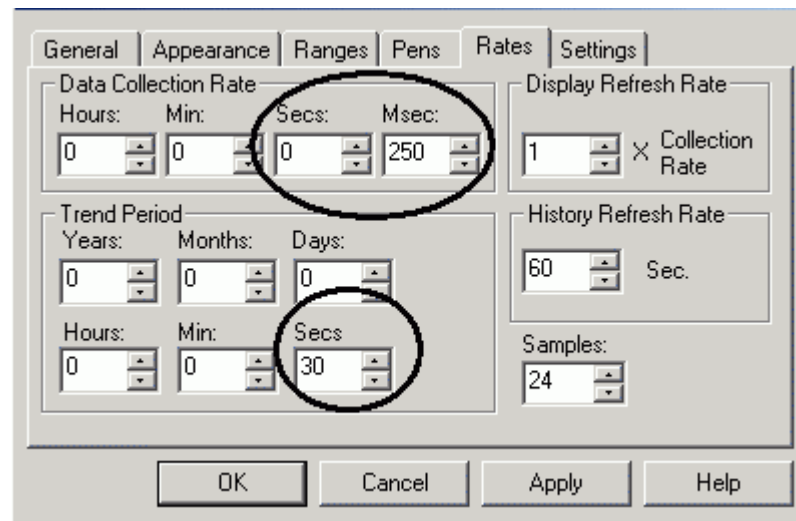 General Appearance Ranges Pens Rates Settings
Data Collection Rate
Hours: Min: Secs: Msec:
0 0 0 250
Display Refresh Rate
1 X Collection
Rate
Trend Period
Years: Months: Days:
0 0 0
Hours: Min: Secs
0 0 30
History Refresh Rate
60 Sec.
Samples:
24
OK Cancel Apply Help